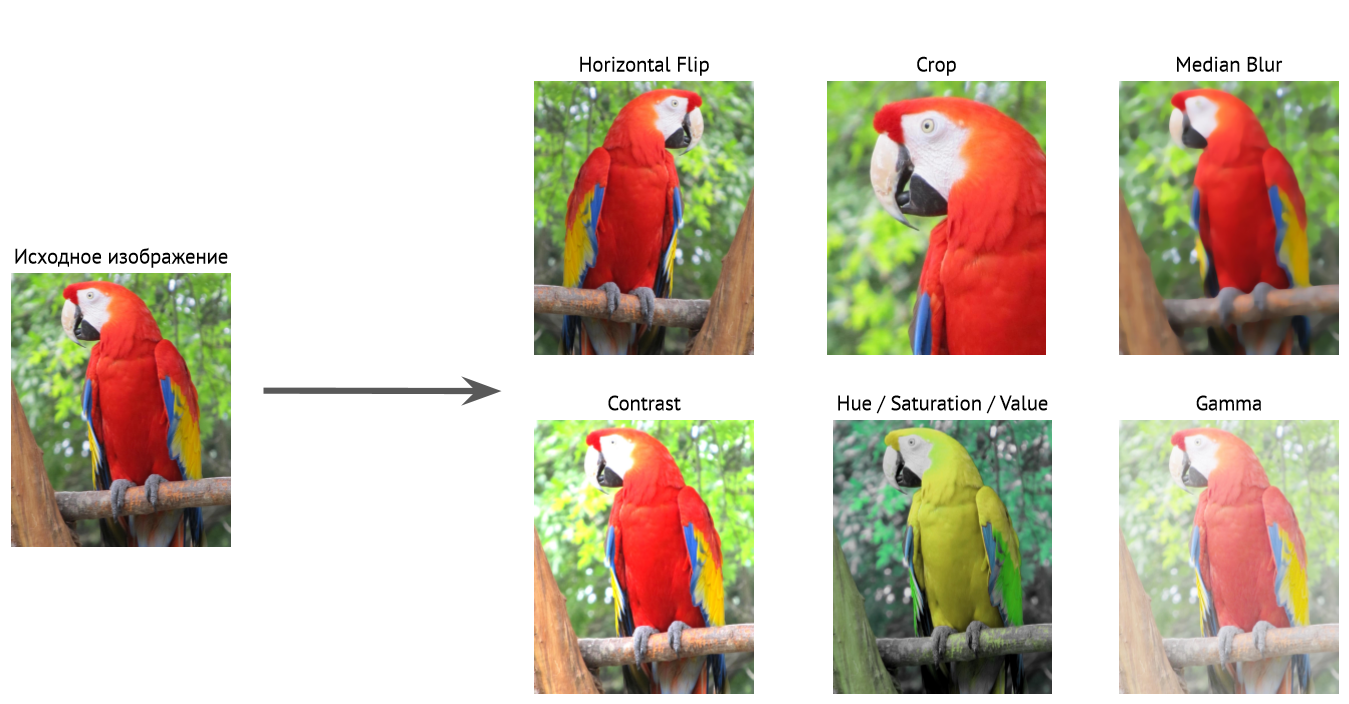 Horizontal Flip
Crop
Median Blur
Исходное изображение
Contrast
Hue / Saturation / Value
Gamma